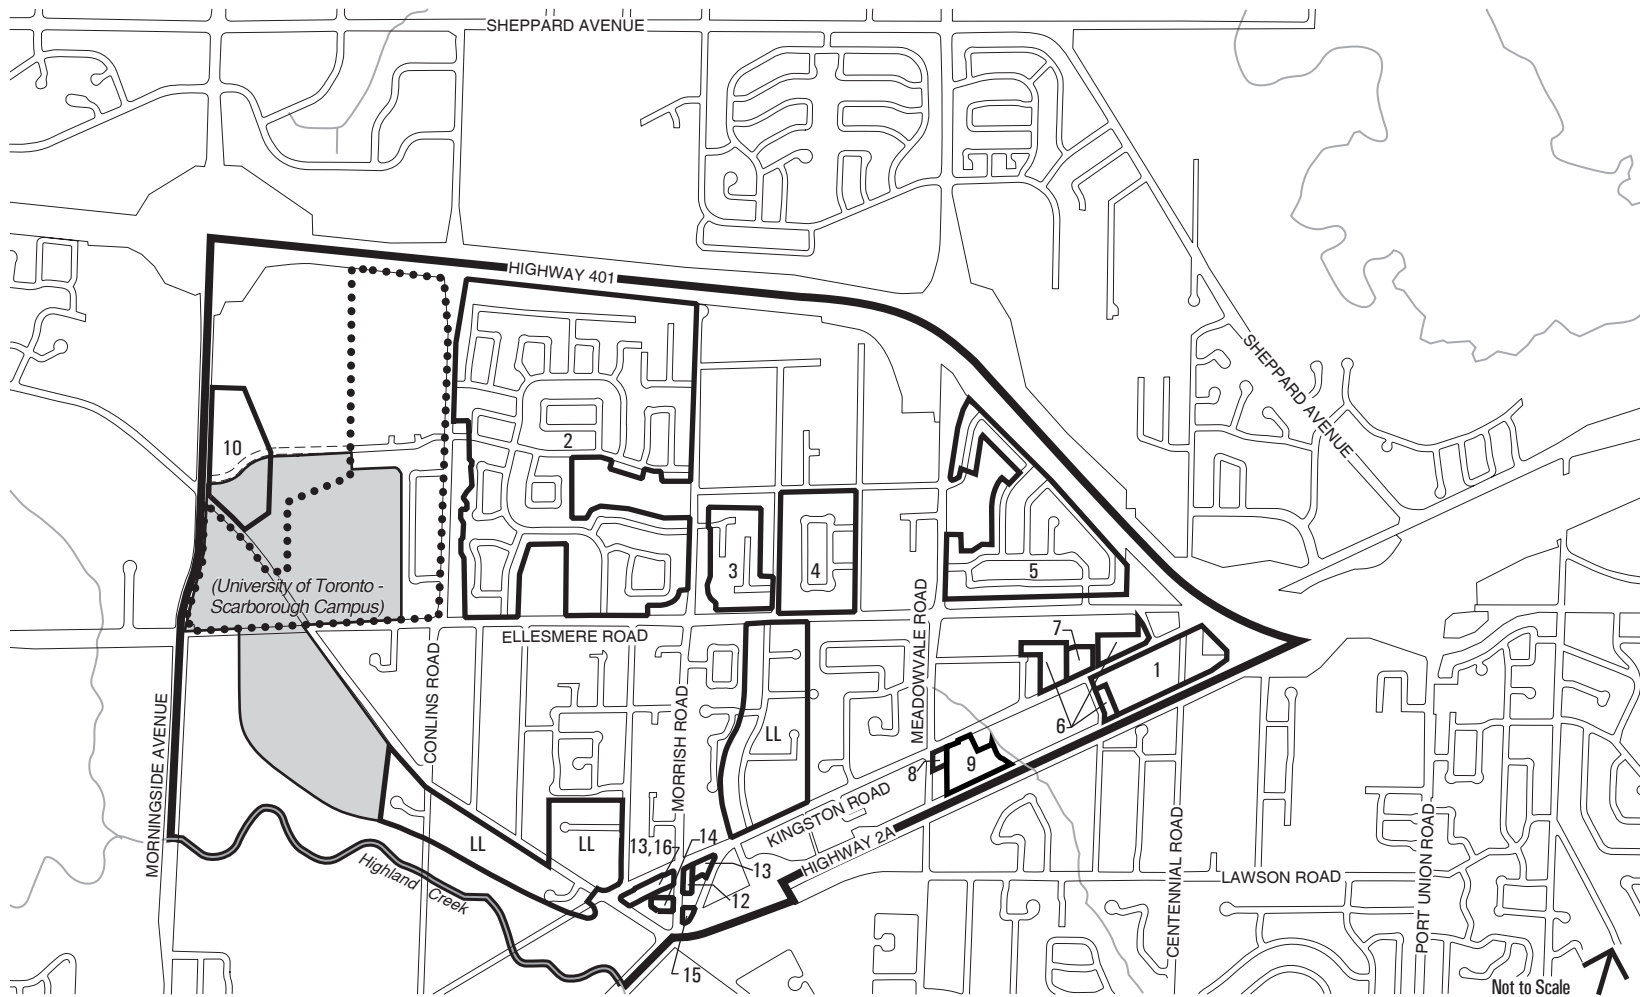 SHEPPARD AVENUE
HIGHWAY 401
SHEPPARD AVENUE
10
2
3
4
5
(University of Toronto -
Scarborough Campus)
ELLESMERE ROAD
7
1
6
MEADOWVALE ROAD
MORNINGSIDE AVENUE
CONLINS ROAD
MORRISH ROAD
LL
8
9
KINGSTON ROAD
HIGHWAY 2A
LL
LL
13,16
14
13
12
15
Highland Creek
LAWSON ROAD
CENTENNIAL ROAD
PORT UNION ROAD
Not to Scale